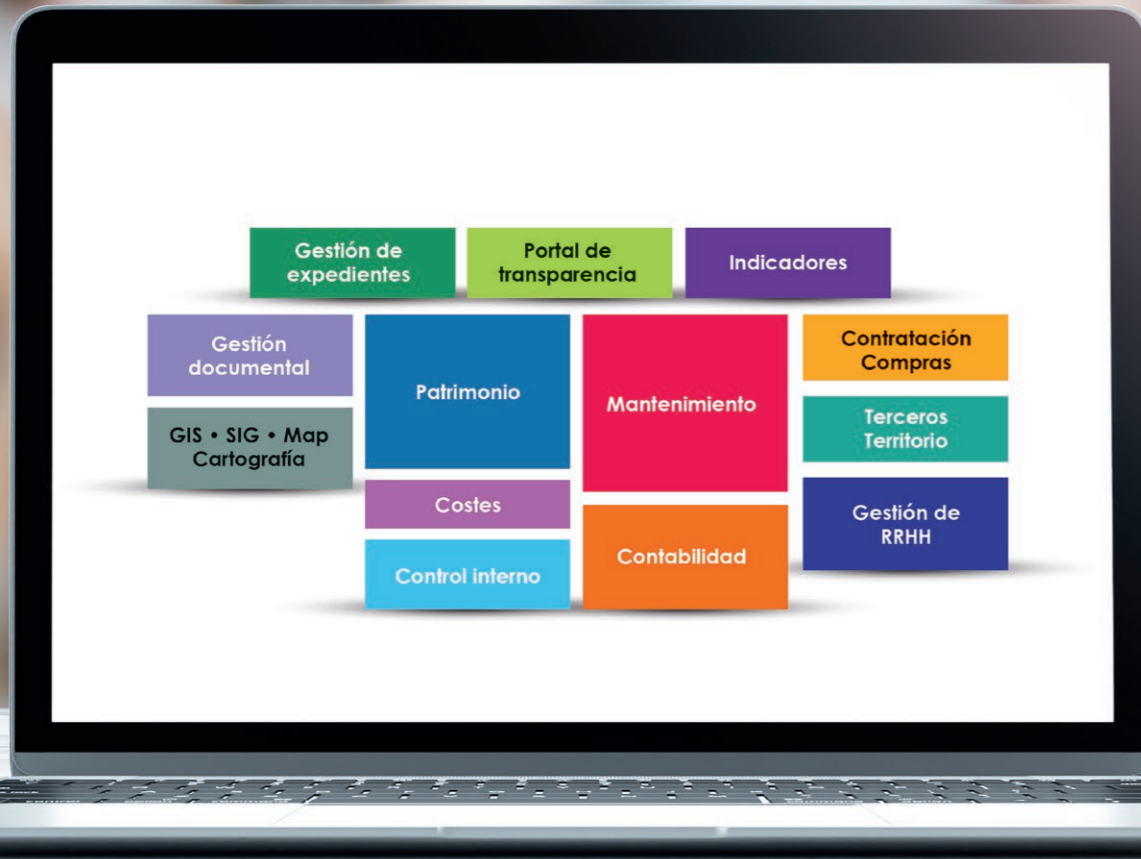 Gestión de
expedientes
Portal de
transparencia
Indicadores
Gestión
documental
GIS • SIG • Map
Cartografía
Patrimonio
Costes
Control interno
Mantenimiento
Contabilidad
Contratación
Compras
Terceros
Territorio
Gestión de
RRHH